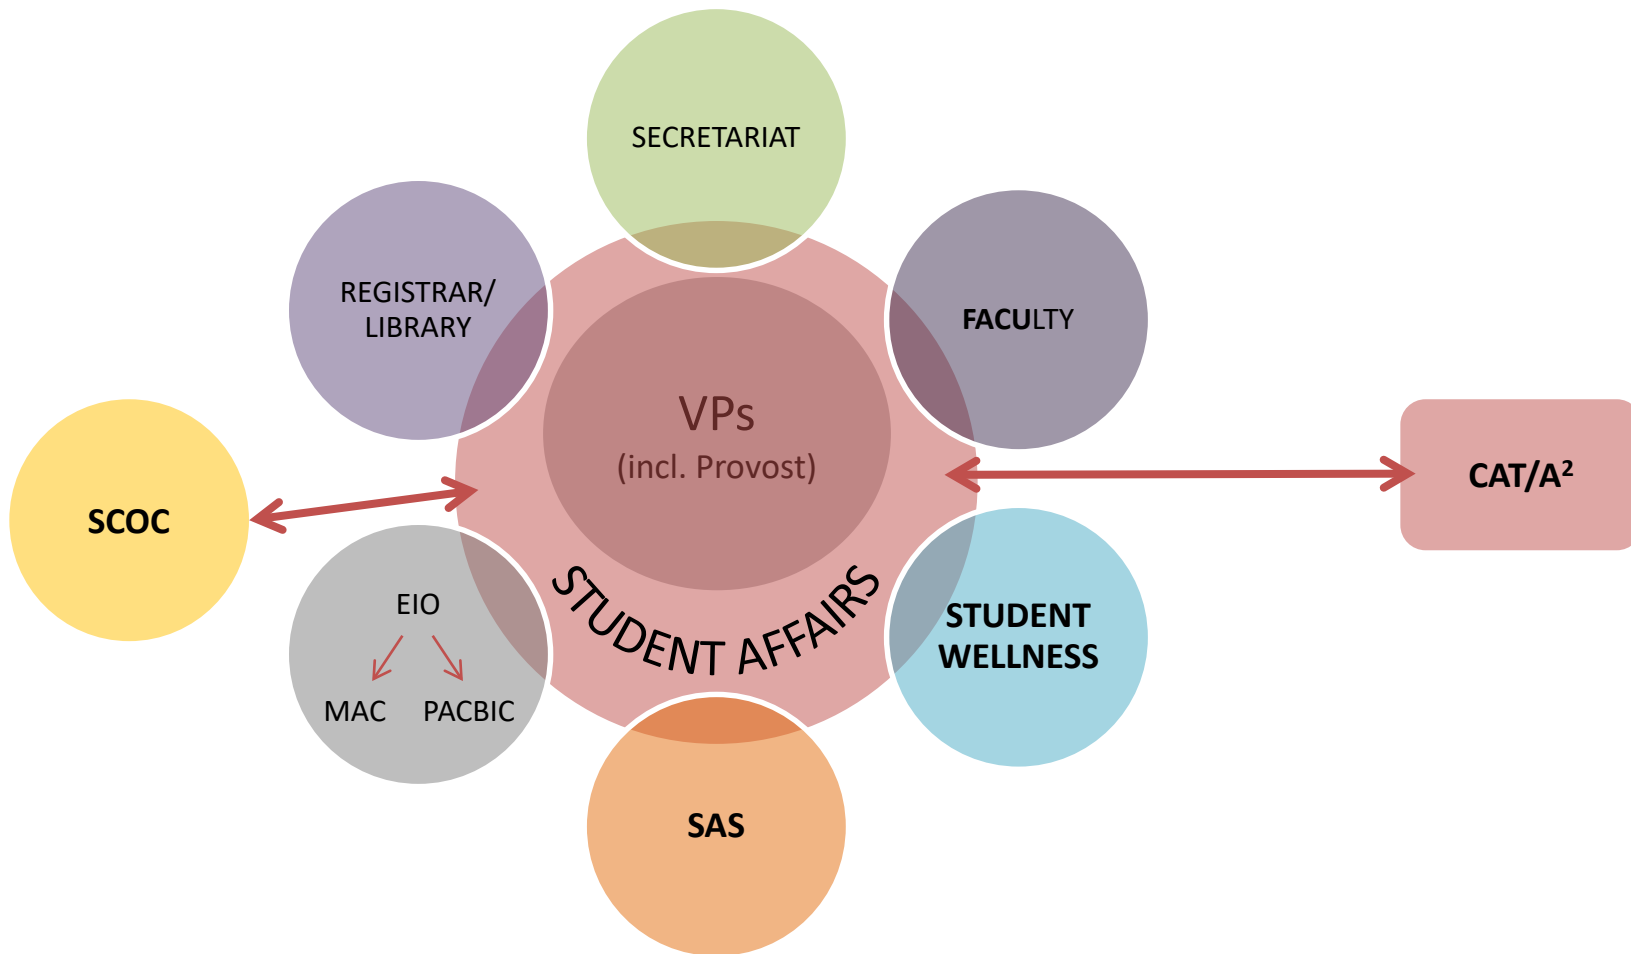 SECRETARIAT
REGISTRAR/
LIBRARY
FACULTY
VPs
(incl. Provost)
SCOC
CAT/A²
STUDENT AFFAIRS
EIO
MAC PACBIC
STUDENT
WELLNESS
SAS